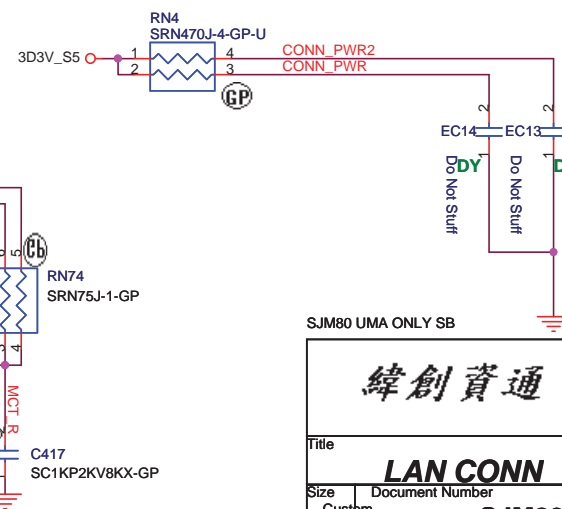 RN4
SRN470J-4-GP-U
3D3V_S5
1
2
4
3
CONN_PWR2
CONN_PWR
GP
2
2
EC14
EC13
1
1
DY
Do Not Stuff
Do Not Stuff
5
RN74
SRN75J-1-GP
4
MCT_R
C417
SC1KP2KV8KX-GP
SJM80 UMA ONLY SB
緯創資通
Title
LAN CONN
Size
Document Number
Custom